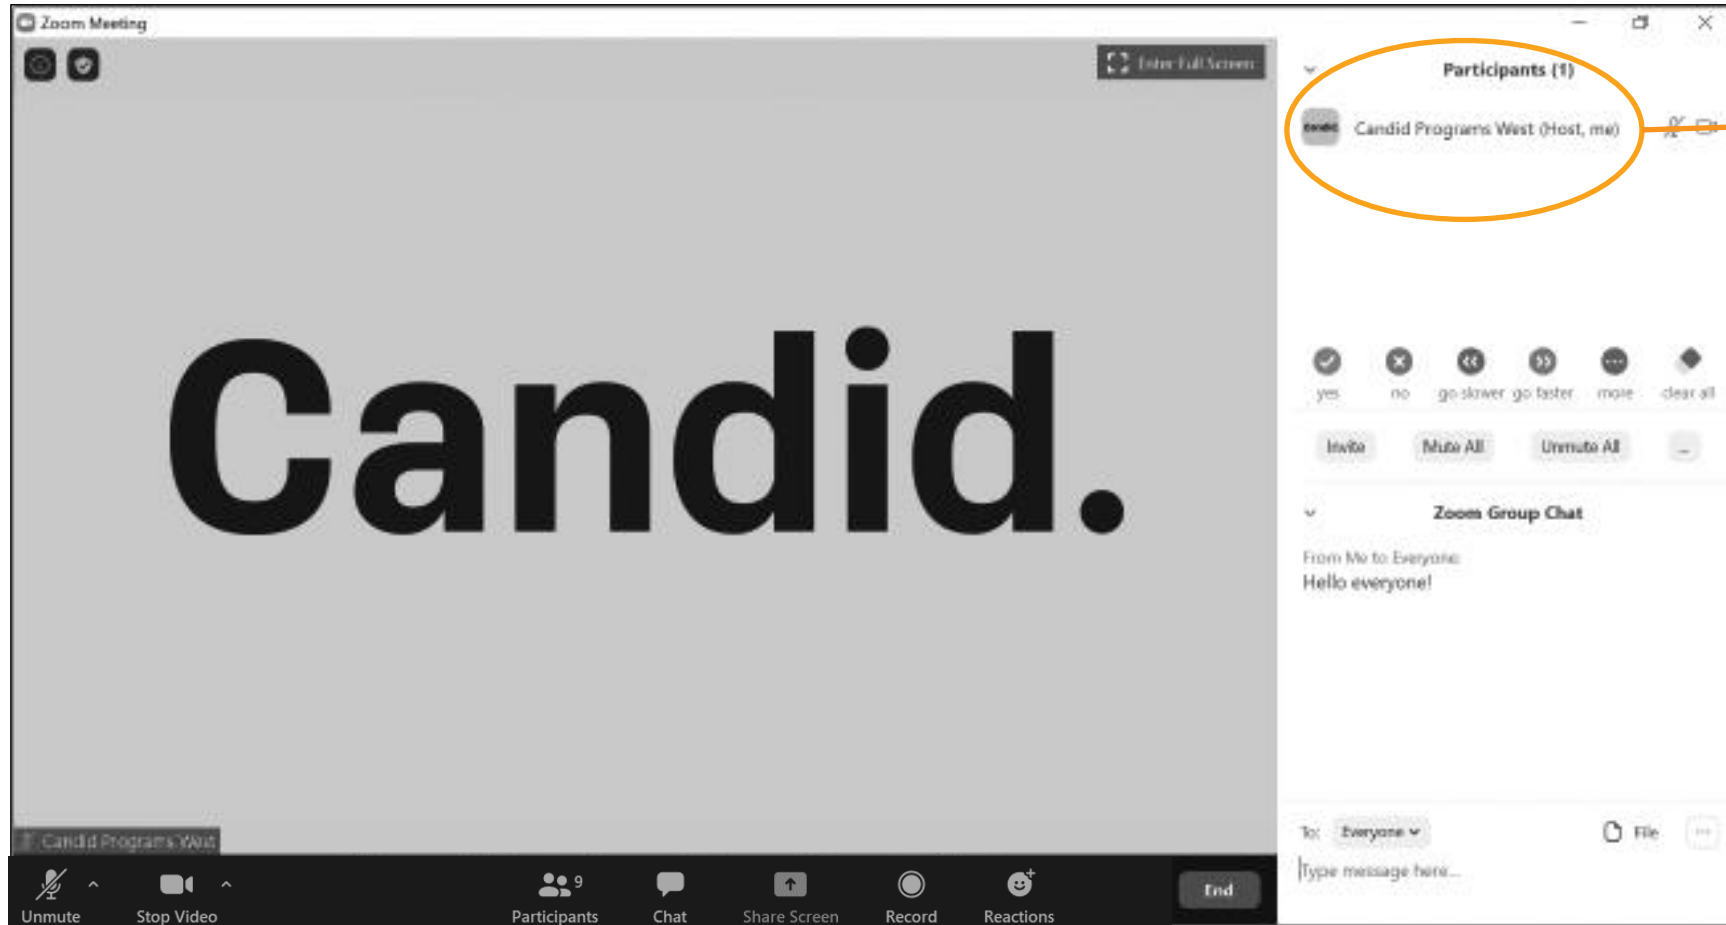 Zoom Meeting
Enter Full Screen
Candid.
Candid Programs West
Unmute
Stop Video
9
Participants
Chat
Share Screen
Record
Reactions
End
Participants (1)
Candid
Candid Programs West (Host, me)
yes
no
go slower
go faster
more
clear all
Invite
Mute All
Unmute All
...
Zoom Group Chat
From Me to Everyone:
Hello everyone!
To: Everyone
File
Type message here...